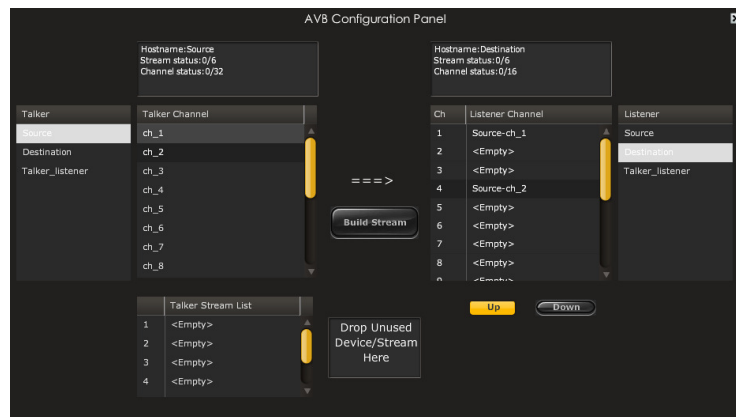 AVB Configuration Panel
Hostname:Source
Stream status:0/6
Channel status:0/32
Hostname:Destination
Stream status:0/6
Channel status:0/16
Talker
Source
Destination
Talker_listener
Talker Channel
ch_1
ch_2
ch_3
ch_4
ch_5
ch_6
ch_7
ch_8
===>
Build Stream
Ch Listener Channel
1 Source-ch_1
2 <Empty>
3 <Empty>
4 Source-ch_2
5 <Empty>
6 <Empty>
7 <Empty>
8 <Empty>
9 <Empty>
Listener
Source
Destination
Talker_listener
Up
Down
Talker Stream List
1 <Empty>
2 <Empty>
3 <Empty>
4 <Empty>
Drop Unused
Device/Stream
Here